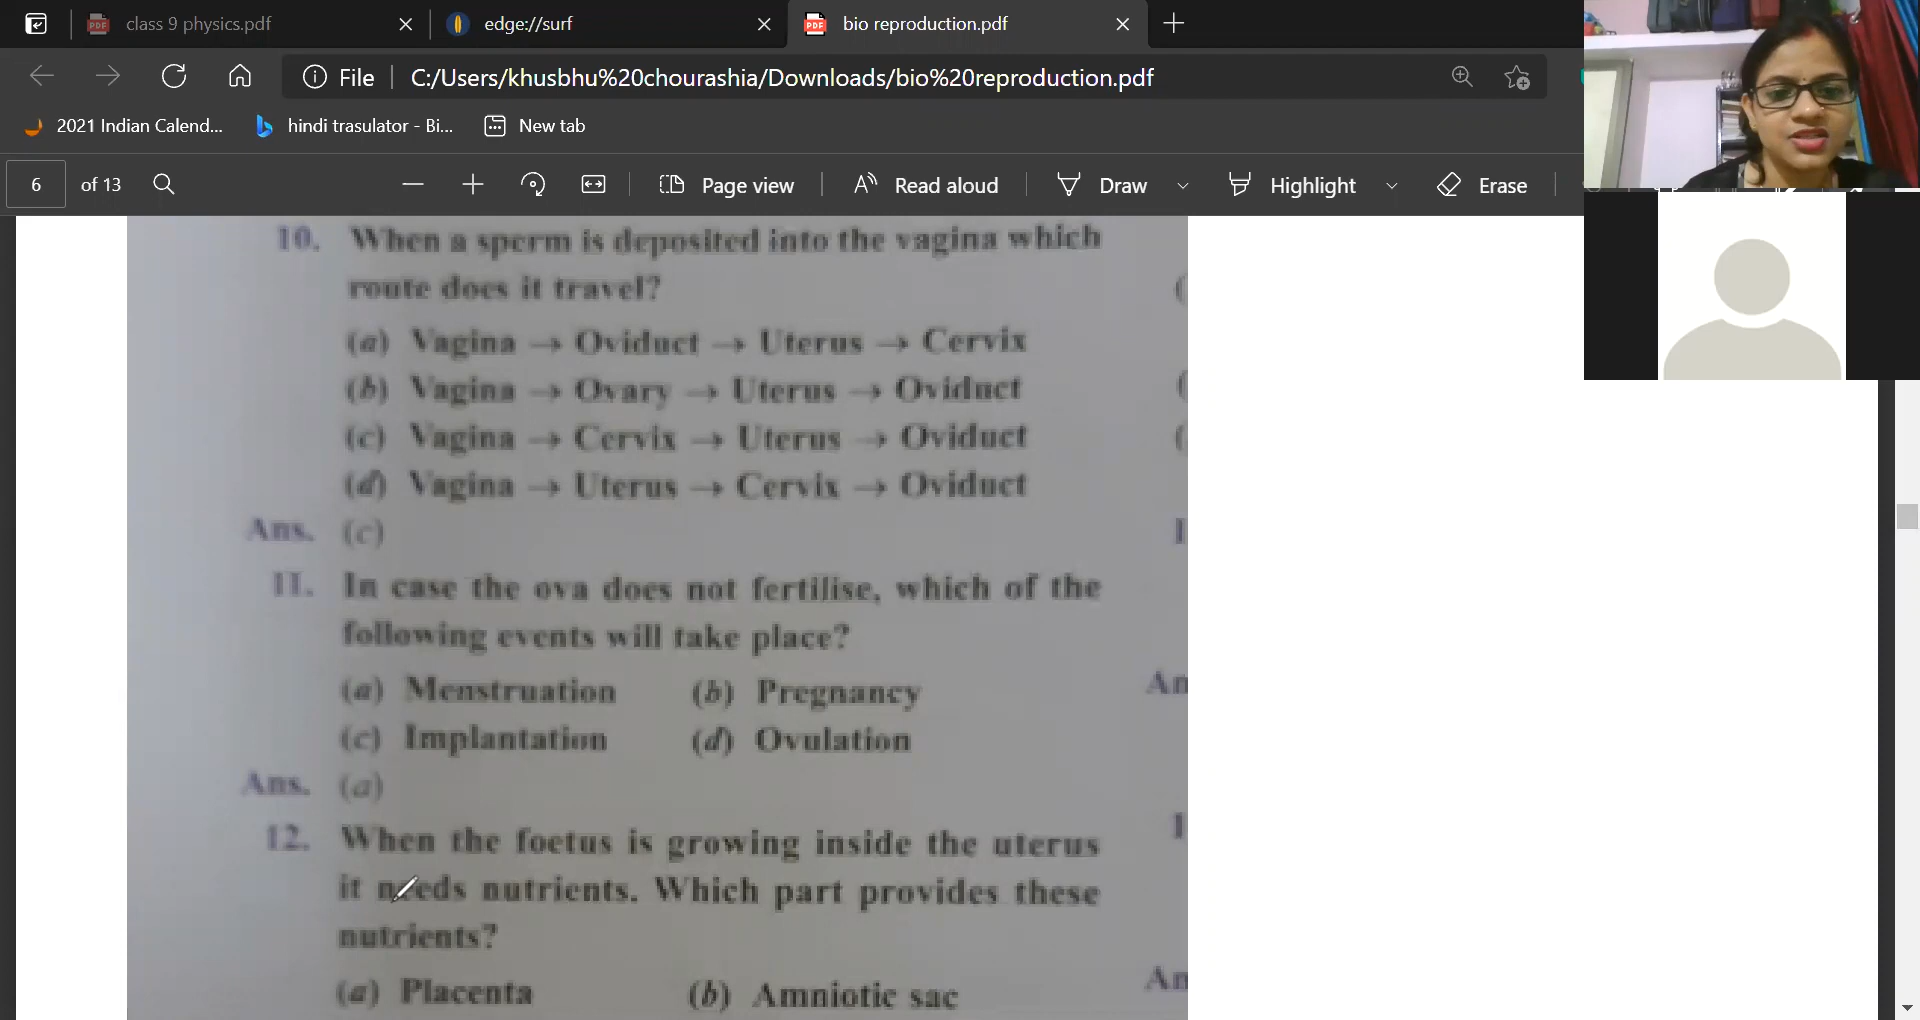 class 9 physics.pdf
edge://surf
bio reproduction.pdf
File C:/Users/khusbhu%20chourashia/Downloads/bio%20reproduction.pdf
2021 Indian Calend...
hindi trasulator - Bi...
New tab
6 of 13
Page view
Read aloud
Draw
Highlight
Erase
10. When a sperm is deposited into the vagina which
route does it travel?
(a) Vagina → Oviduct → Uterus → Cervix
(b) Vagina → Ovary → Uterus → Oviduct
(c) Vagina → Cervix → Uterus → Oviduct
(d) Vagina → Uterus → Cervix → Oviduct
Ans. (c)
11. In case the ova does not fertilise, which of the
following events will take place?
(a) Menstruation (b) Pregnancy
(c) Implantation (d) Ovulation
Ans. (a)
12. When the foetus is growing inside the uterus
it needs nutrients. Which part provides these
nutrients?
(a) Placenta (b) Amniotic sac